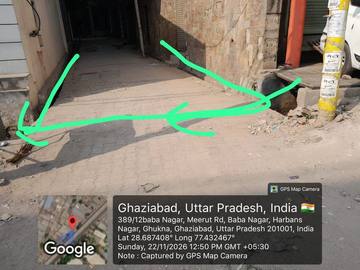 GPS Map Camera
Ghaziabad, Uttar Pradesh, India 🇮🇳
389/12baba Nagar, Meerut Rd, Baba Nagar, Harbans
Nagar, Ghukna, Ghaziabad, Uttar Pradesh 201001, India
Lat 28.687408° Long 77.432467°
Sunday, 22/11/2026 12:50 PM GMT +05:30
Note : Captured by GPS Map Camera
Google